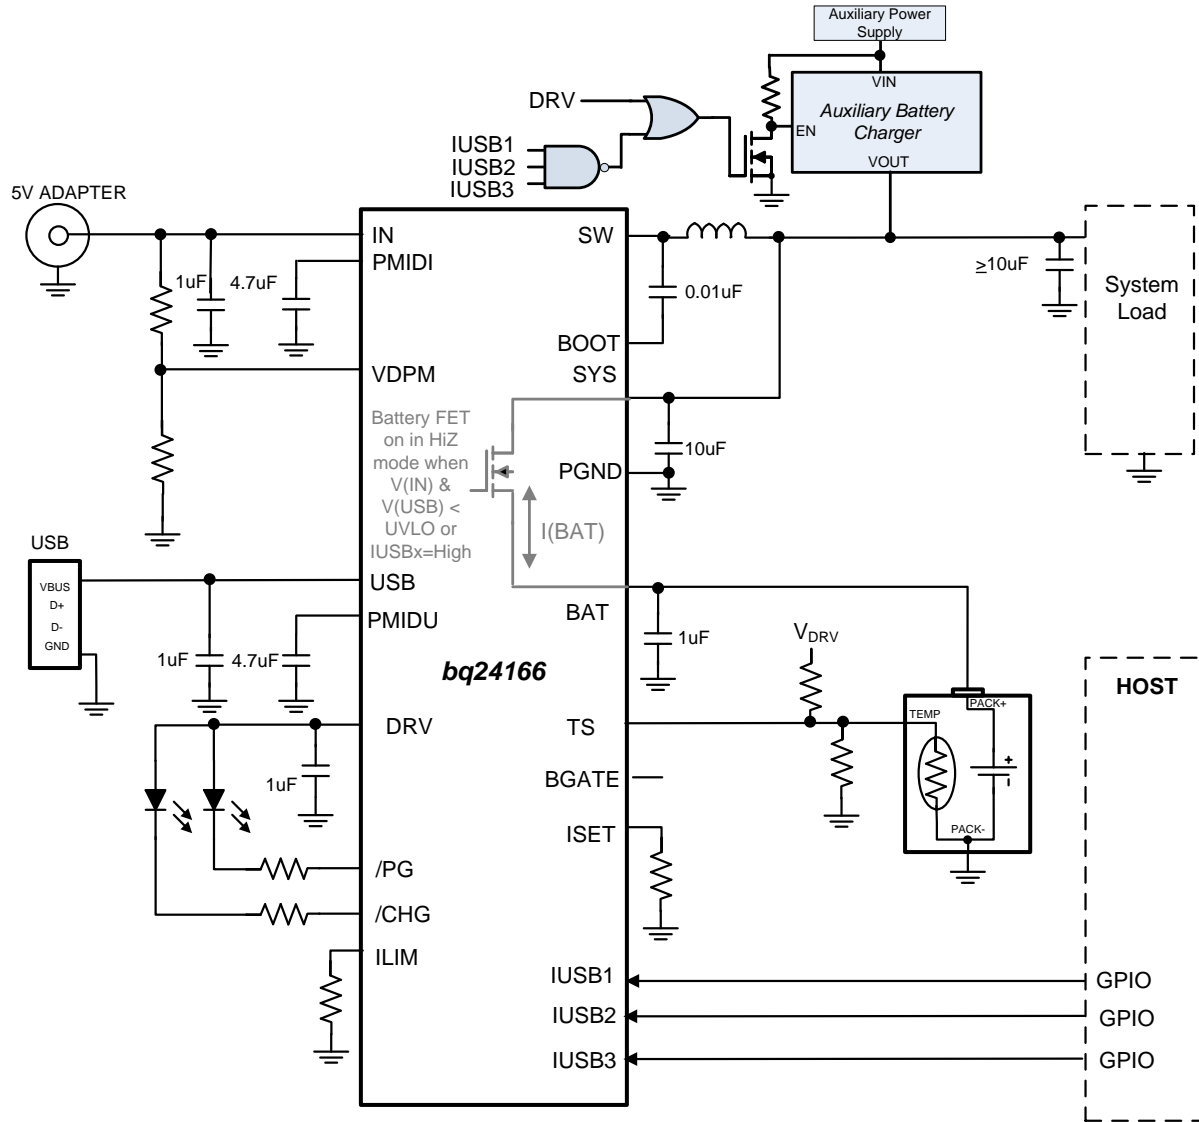 Auxiliary Power
Supply
VIN
Auxiliary Battery
Charger
EN
VOUT
DRV
IUSB1
IUSB2
IUSB3
5V ADAPTER
IN
PMIDI
1uF
4.7uF
VDPM
SW
0.01uF
BOOT
SYS
≥10uF
System
Load
Battery FET
on in HiZ
mode when
V(IN) &
V(USB) <
UVLO or
IUSBx=High
I(BAT)
10uF
PGND
USB
VBUS
D+
D-
GND
USB
PMIDU
1uF
4.7uF
BAT
1uF
bq24166
VDRV
HOST
DRV
1uF
TS
TEMP
PACK+
+
-
PACK-
BGATE
ISET
/PG
/CHG
ILIM
IUSB1
GPIO
IUSB2
GPIO
IUSB3
GPIO